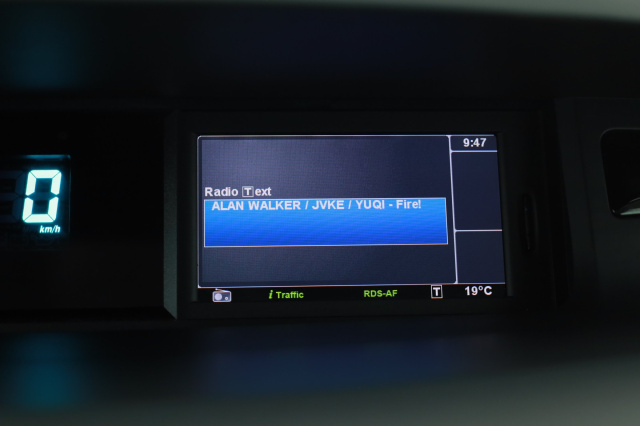 9:47
Radio Text
ALAN WALKER / JVKE / YUQI - Fire!
0
km/h
i Traffic
RDS-AF
T
19°C